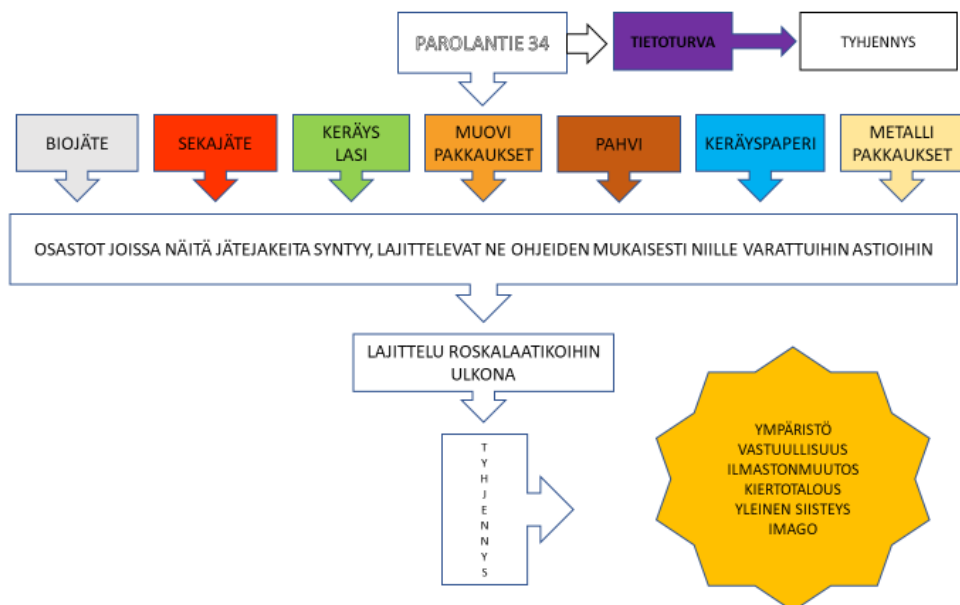 PAROLANTIE 34
TIETOTURVA
TYHJENNYS
BIOJÄTE
SEKAJÄTE
KERÄYS
LASI
MUOVI
PAKKAUKSET
PAHVI
KERÄYSPAPERI
METALLI
PAKKAUKSET
OSASTOT JOISSA NÄITÄ JÄTEJAKEITA SYNTYY, LAJITTELEVAT NE OHJEIDEN MUKAISESTI NIILLE VARATTUIHIN ASTIOIHIN
LAJITTELU ROSKALAATIKOIHIN
ULKONA
TYHJENNYS
YMPÄRISTÖ
VASTUULLISUUS
ILMASTONMUUTOS
KIERTOTALOUS
YLEINEN SIISTEYS
IMAGO